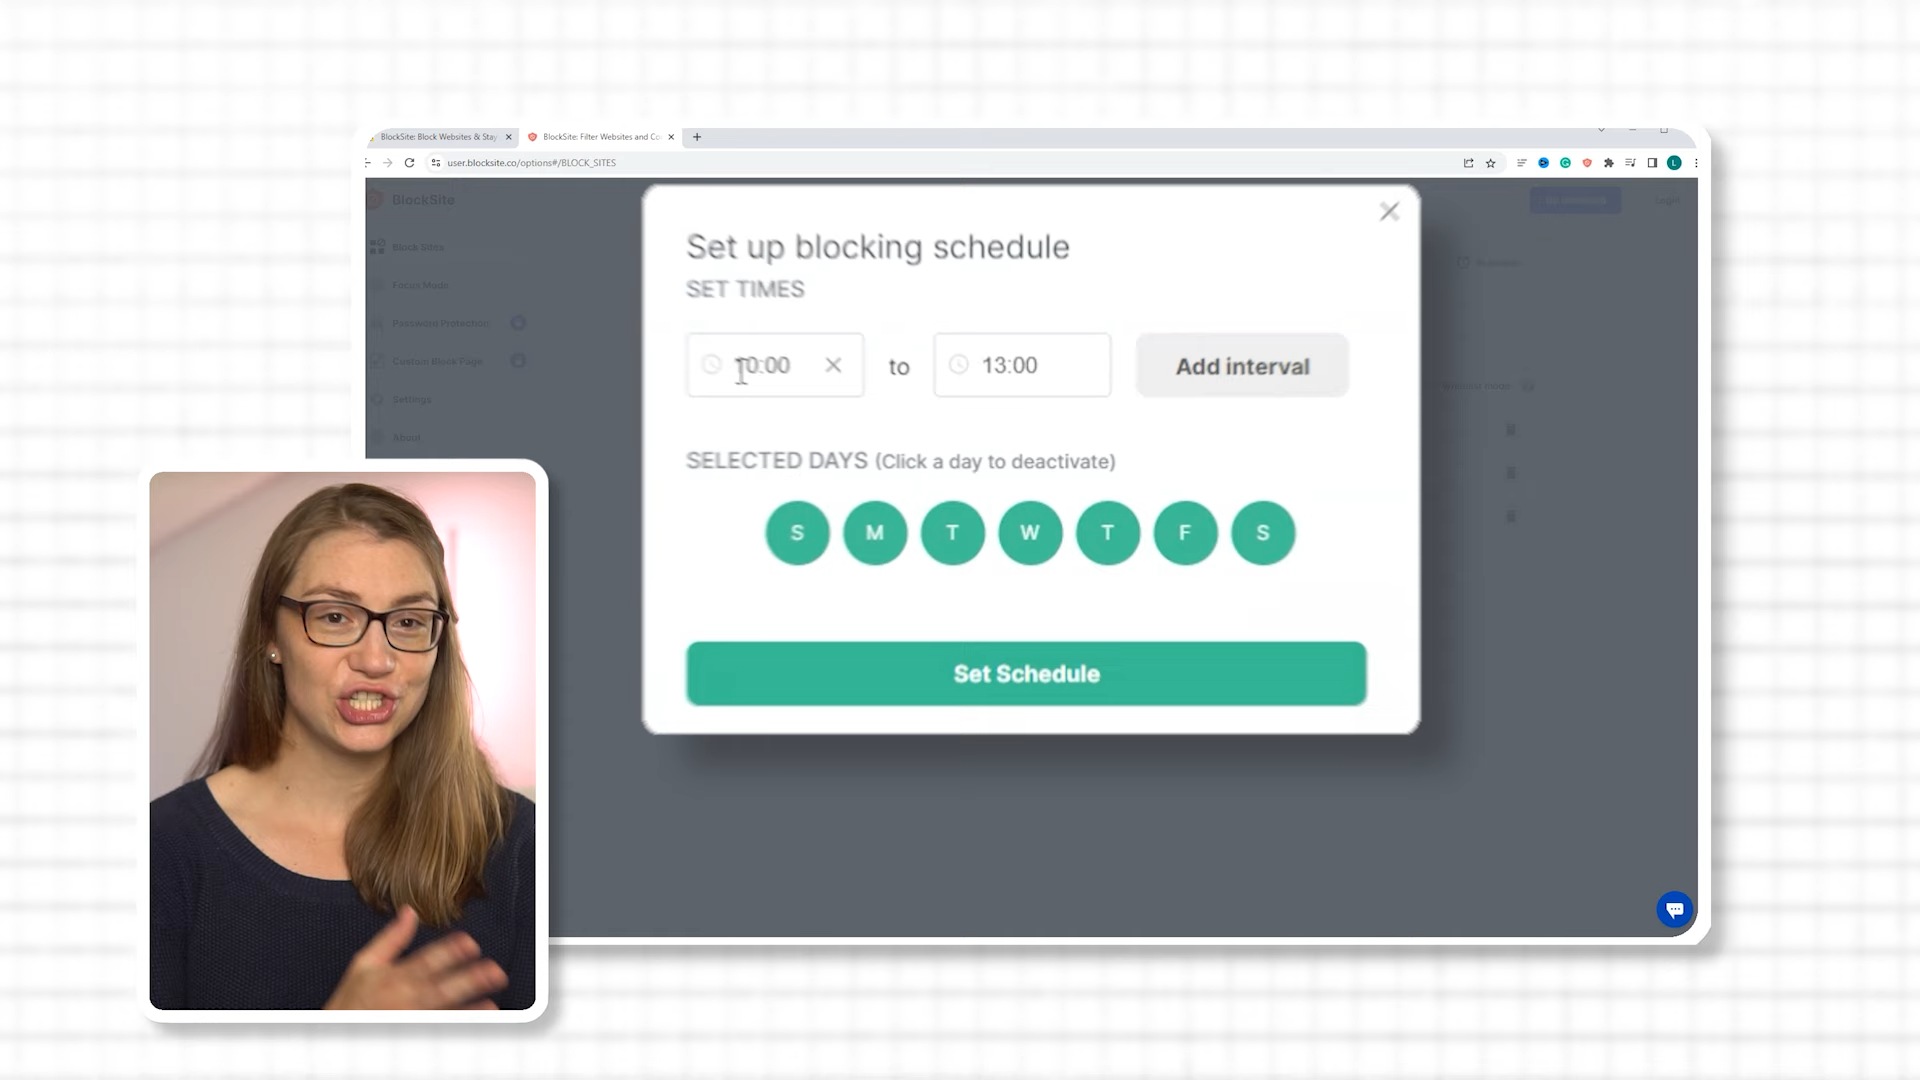 BlockSite: Block Websites & Stay
BlockSite: Filter Websites and Co
user.blocksite.co/options#/BLOCK_SITES
L
BlockSite
Login
Block Sites
Focus Mode
Password Protection
Custom Block Page
Settings
About
Set up blocking schedule
SET TIMES
10:00 to 13:00 Add interval
SELECTED DAYS (Click a day to deactivate)
S M T W T F S
Set Schedule